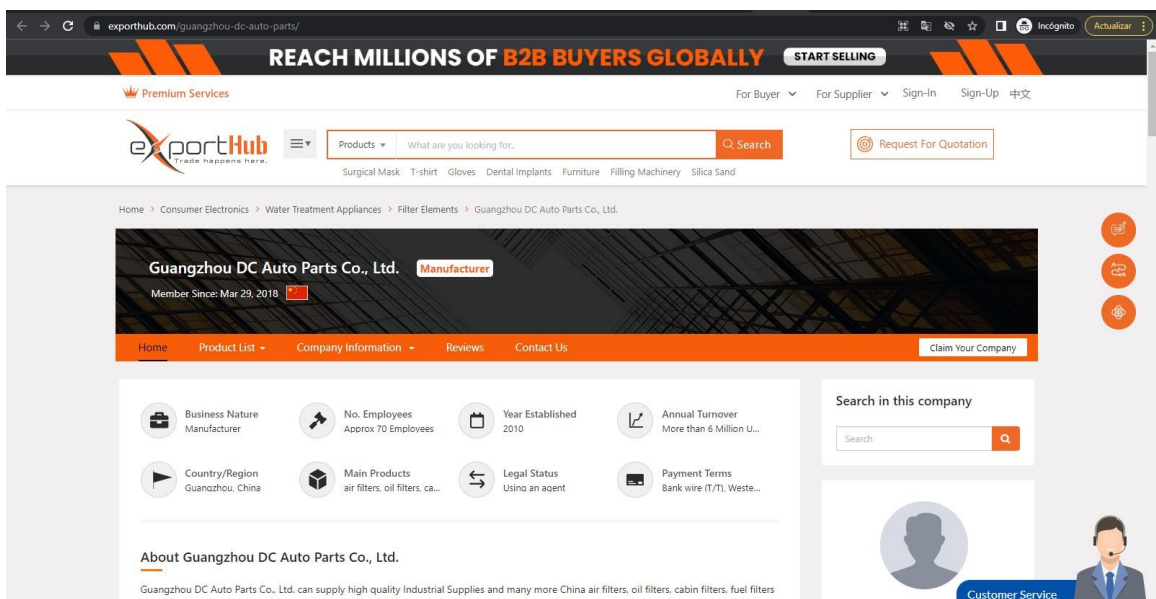 exporthub.com/guangzhou-dc-auto-parts/
Incógnito
Actualizar
REACH MILLIONS OF B2B BUYERS GLOBALLY START SELLING
Premium Services
For Buyer For Supplier Sign-In Sign-Up 中文
exportHub
Trade happens here.
Products What are you looking for.. Search
Request For Quotation
Surgical Mask T-shirt Gloves Dental Implants Furniture Filling Machinery Silica Sand
Home > Consumer Electronics > Water Treatment Appliances > Filter Elements > Guangzhou DC Auto Parts Co., Ltd.
Guangzhou DC Auto Parts Co., Ltd. Manufacturer
Member Since: Mar 29, 2018
Home Product List Company Information Reviews Contact Us Claim Your Company
Business Nature
Manufacturer
No. Employees
Approx 70 Employees
Year Established
2010
Annual Turnover
More than 6 Million U...
Country/Region
Guangzhou, China
Main Products
air filters, oil filters, ca...
Legal Status
Using an agent
Payment Terms
Bank wire (T/T), Weste...
Search in this company
Search
About Guangzhou DC Auto Parts Co., Ltd.
Guangzhou DC Auto Parts Co., Ltd. can supply high quality Industrial Supplies and many more China air filters, oil filters, cabin filters, fuel filters
Customer Service